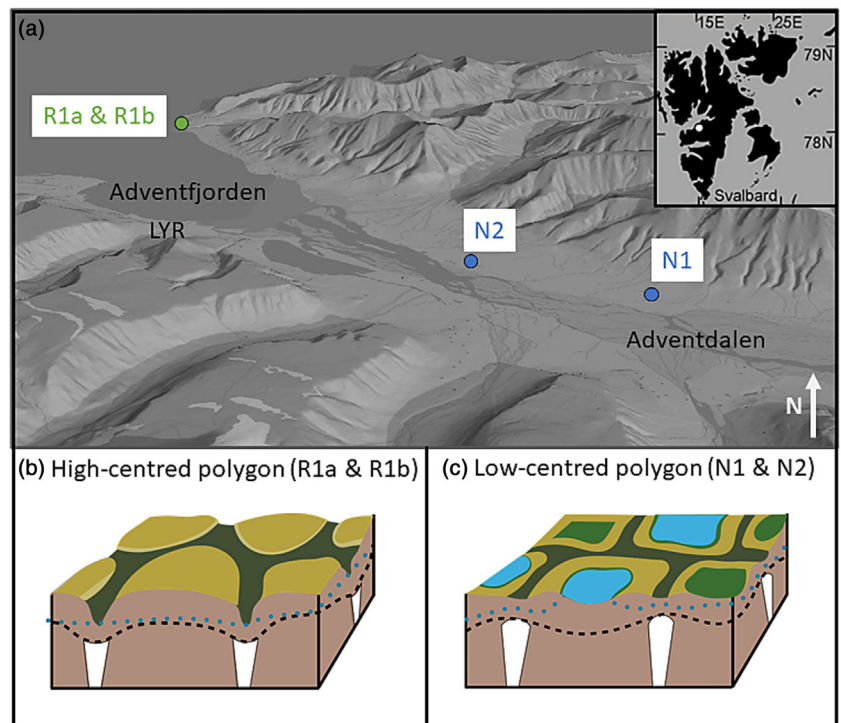 (a)
15E 25E
79N
78N
Svalbard
R1a & R1b
Adventfjorden
LYR
N2
N1
Adventdalen
N
(b) High-centred polygon (R1a & R1b)
(c) Low-centred polygon (N1 & N2)